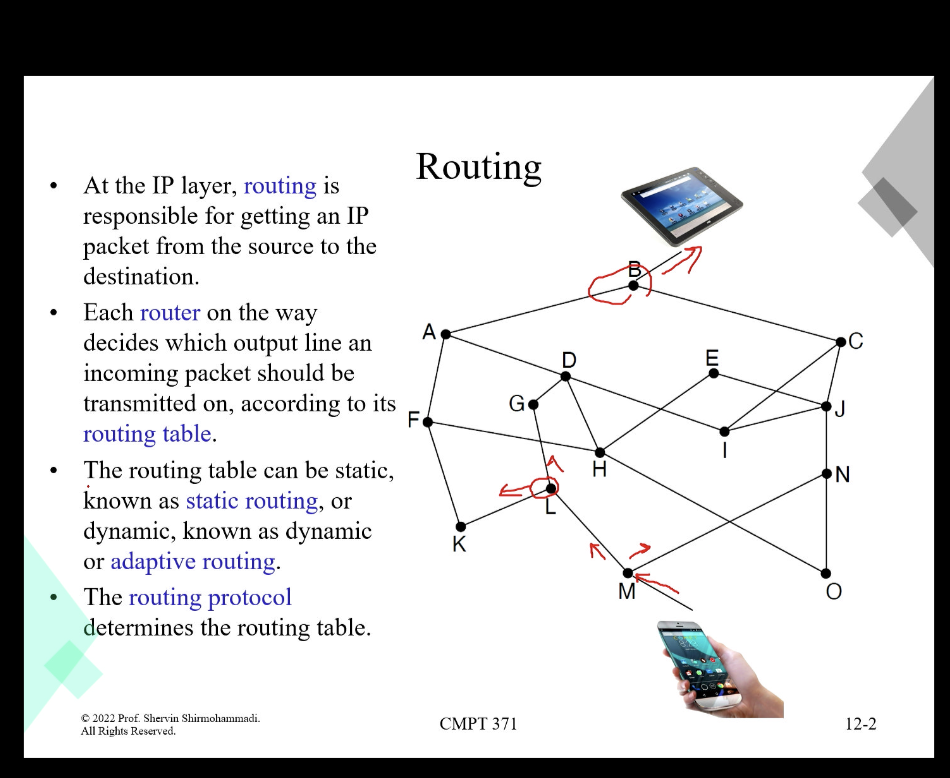 Routing
• At the IP layer, routing is
responsible for getting an IP
packet from the source to the
destination.
• Each router on the way
decides which output line an
incoming packet should be
transmitted on, according to its
routing table.
• The routing table can be static,
known as static routing, or
dynamic, known as dynamic
or adaptive routing.
• The routing protocol
determines the routing table.
B
A
C
D
E
G
J
F
H
I
N
L
K
M
O
© 2022 Prof. Shervin Shirmohammadi.
All Rights Reserved.
CMPT 371
12-2